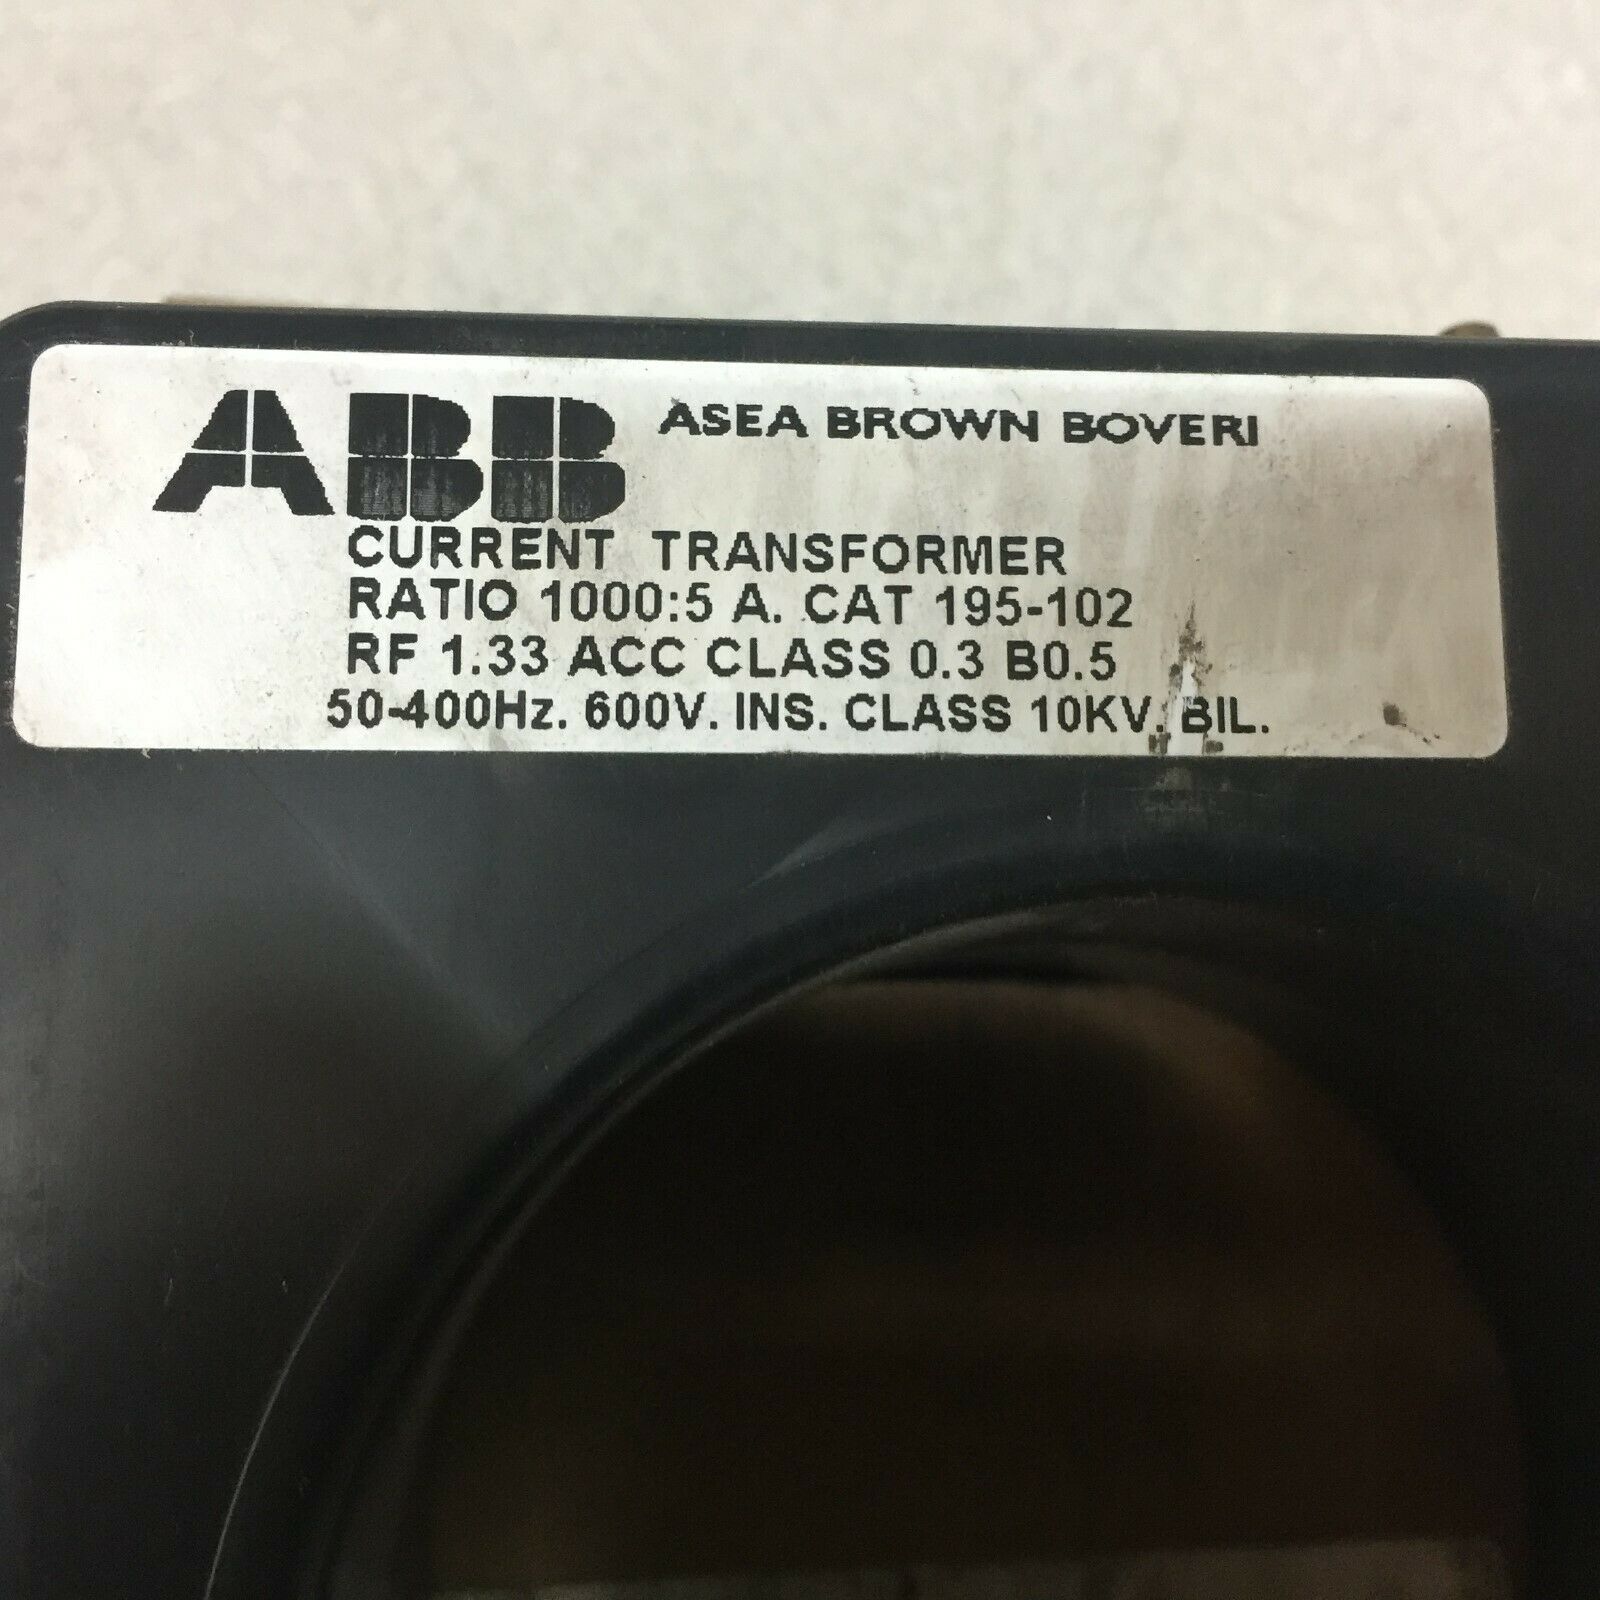 ABB ASEA BROWN BOVERI
CURRENT TRANSFORMER
RATIO 1000:5 A. CAT 195-102
RF 1.33 ACC CLASS 0.3 B0.5
50-400Hz. 600V. INS. CLASS 10KV. BIL.